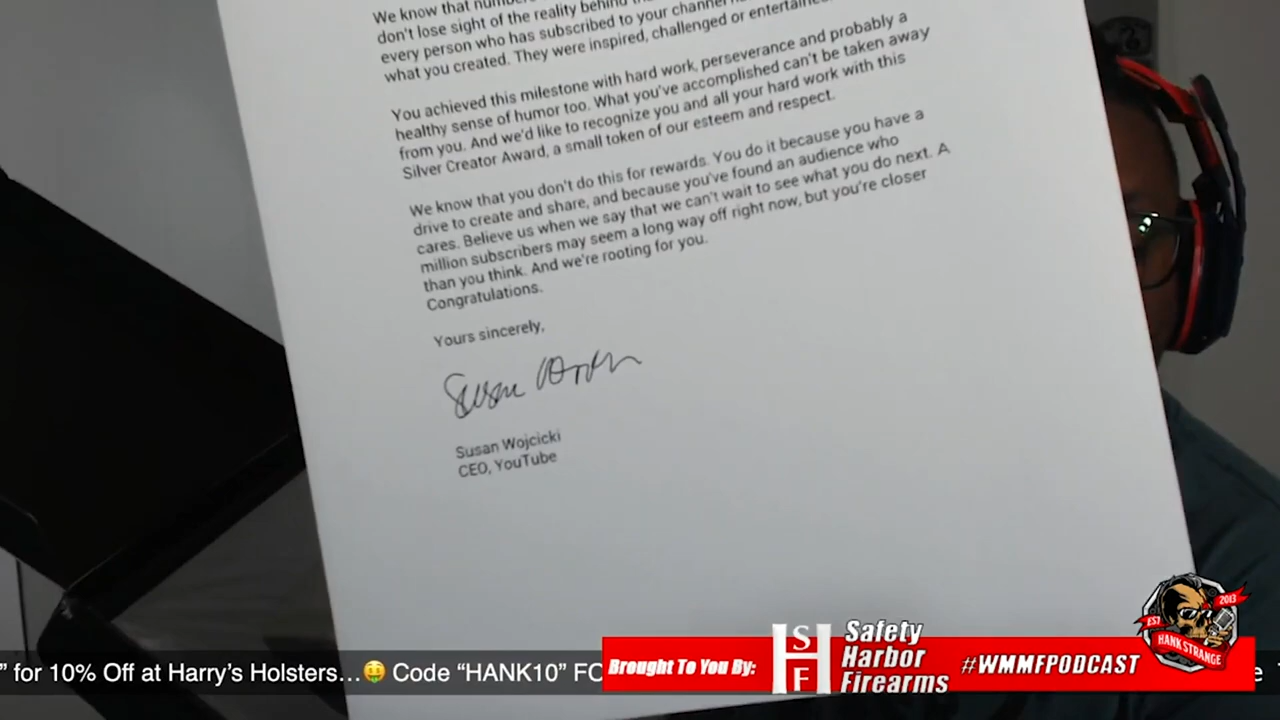 We know that
don't lose sight of the reality behind
every person who has subscribed to your channel
what you created. They were inspired, challenged or
You achieved this milestone with hard work, perseverance and probably a
healthy sense of humor too. What you've accomplished can't be taken away
from you. And we'd like to recognize you and all your hard work with this
Silver Creator Award, a small token of our esteem and respect.
We know that you don't do this for rewards. You do it because you have a
drive to create and share, and because you've found an audience who
cares. Believe us when we say that we can't wait to see what you do next. A
million subscribers may seem a long way off right now, but you're closer
than you think. And we're rooting for you.
Congratulations.
Yours sincerely,
Susan Wojcicki
CEO, YouTube
” for 10% Off at Harry’s Holsters...🤑 Code “HANK10” FO
Brought To You By:
SHF
Safety
Harbor
Firearms
#WMMFPODCAST
EST
2013
HANK STRANGE